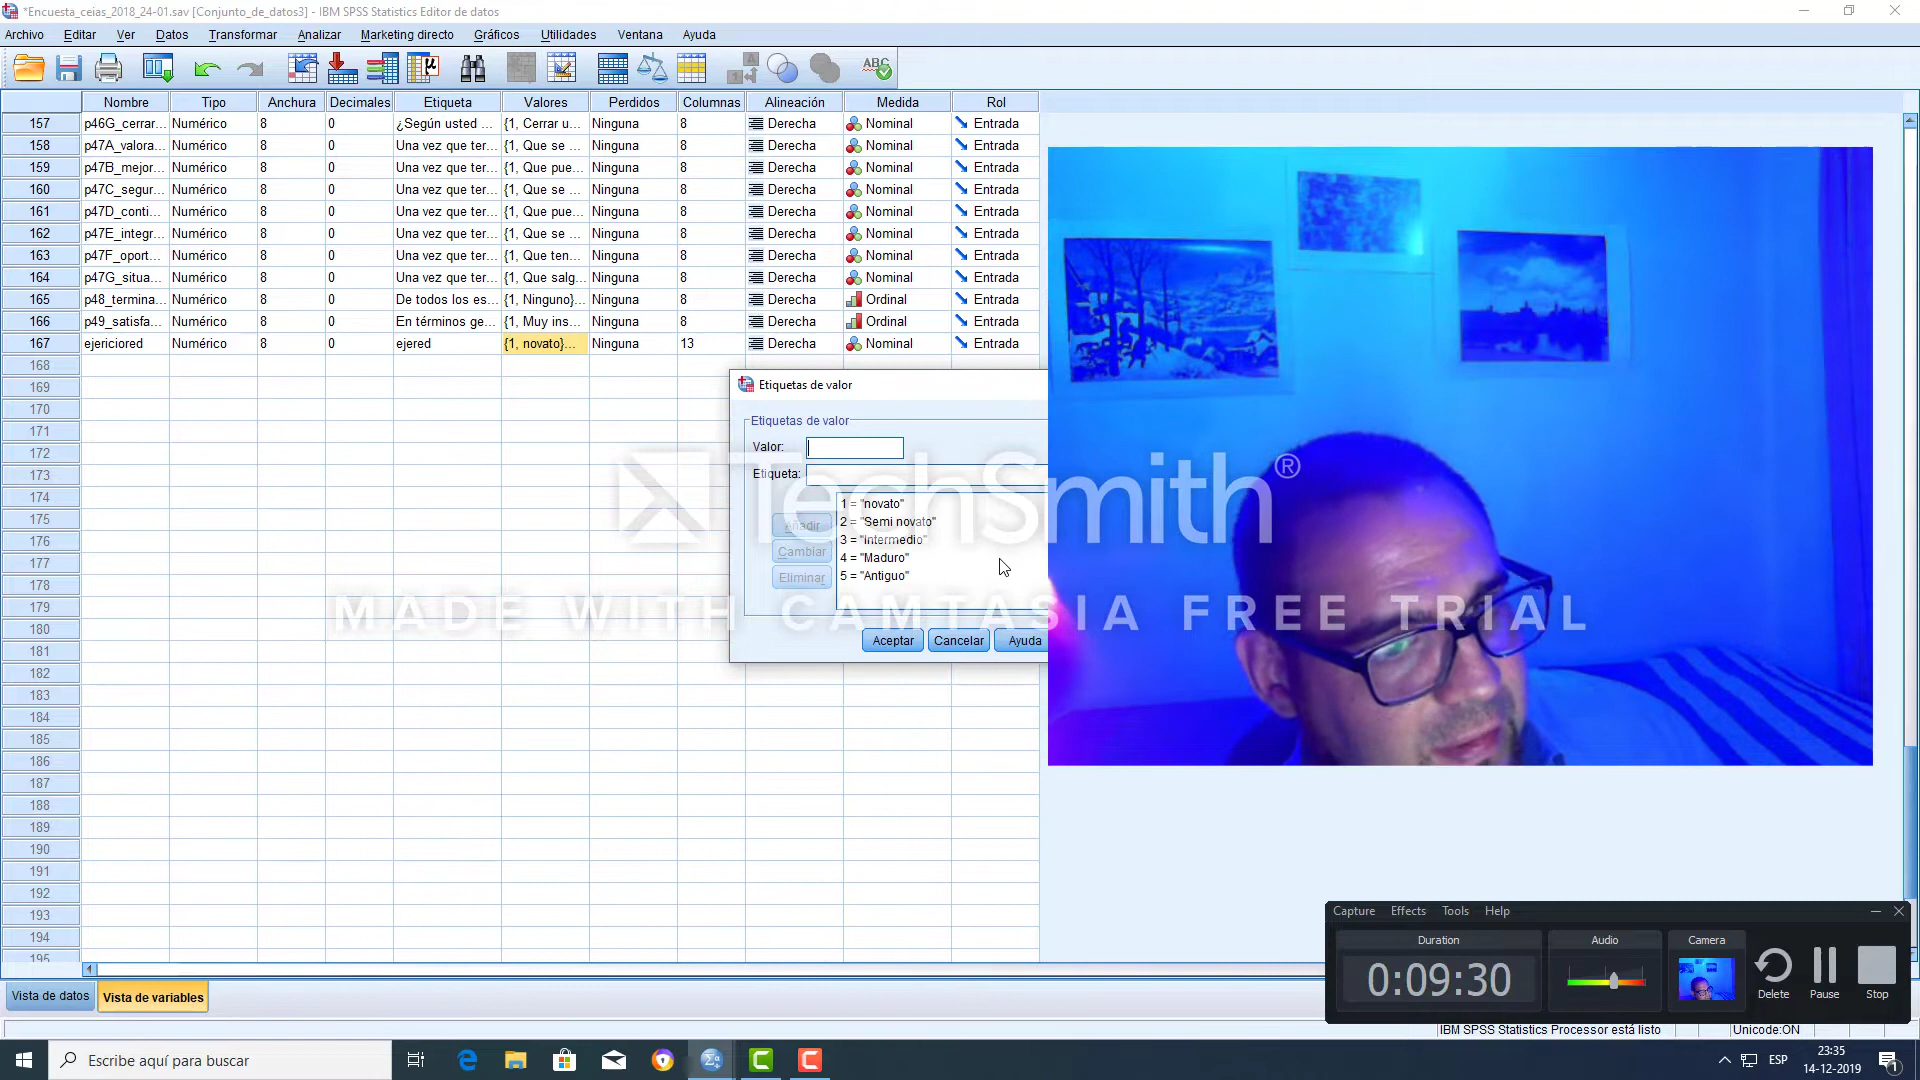 *Encuesta_ceias_2018_24-01.sav [Conjunto_de_datos3] - IBM SPSS Statistics Editor de datos
Archivo Editar Ver Datos Transformar Analizar Marketing directo Gráficos Utilidades Ventana Ayuda
Nombre Tipo Anchura Decimales Etiqueta Valores Perdidos Columnas Alineación Medida Rol
157 p46G_cerrar... Numérico 8 0 ¿Según usted ... {1, Cerrar u... Ninguna 8 Derecha Nominal Entrada
158 p47A_valora... Numérico 8 0 Una vez que ter... {1, Que se ... Ninguna 8 Derecha Nominal Entrada
159 p47B_mejor... Numérico 8 0 Una vez que ter... {1, Que pue... Ninguna 8 Derecha Nominal Entrada
160 p47C_segur... Numérico 8 0 Una vez que ter... {1, Que se ... Ninguna 8 Derecha Nominal Entrada
161 p47D_conti... Numérico 8 0 Una vez que ter... {1, Que pue... Ninguna 8 Derecha Nominal Entrada
162 p47E_integr... Numérico 8 0 Una vez que ter... {1, Que se ... Ninguna 8 Derecha Nominal Entrada
163 p47F_oport... Numérico 8 0 Una vez que ter... {1, Que ten... Ninguna 8 Derecha Nominal Entrada
164 p47G_situa... Numérico 8 0 Una vez que ter... {1, Que salg... Ninguna 8 Derecha Nominal Entrada
165 p48_termina... Numérico 8 0 De todos los es... {1, Ninguno}... Ninguna 8 Derecha Ordinal Entrada
166 p49_satisfa... Numérico 8 0 En términos ge... {1, Muy ins... Ninguna 8 Derecha Ordinal Entrada
167 ejericiored Numérico 8 0 ejered {1, novato}... Ninguna 13 Derecha Nominal Entrada
168
169
170
171
172
173
174
175
176
177
178
179
180
181
182
183
184
185
186
187
188
189
190
191
192
193
194
195
Etiquetas de valor
Etiquetas de valor
Valor:
Etiqueta:
Añadir
Cambiar
Eliminar
1 = "novato"
2 = "Semi novato"
3 = "Intermedio"
4 = "Maduro"
5 = "Antiguo"
Aceptar Cancelar Ayuda
TechSmith®
MADE WITH CAMTASIA FREE TRIAL
Capture Effects Tools Help
Duration Audio Camera
0:09:30
Delete Pause Stop
Vista de datos Vista de variables
IBM SPSS Statistics Processor está listo Unicode:ON
Escribe aquí para buscar
ESP
23:35
14-12-2019
1